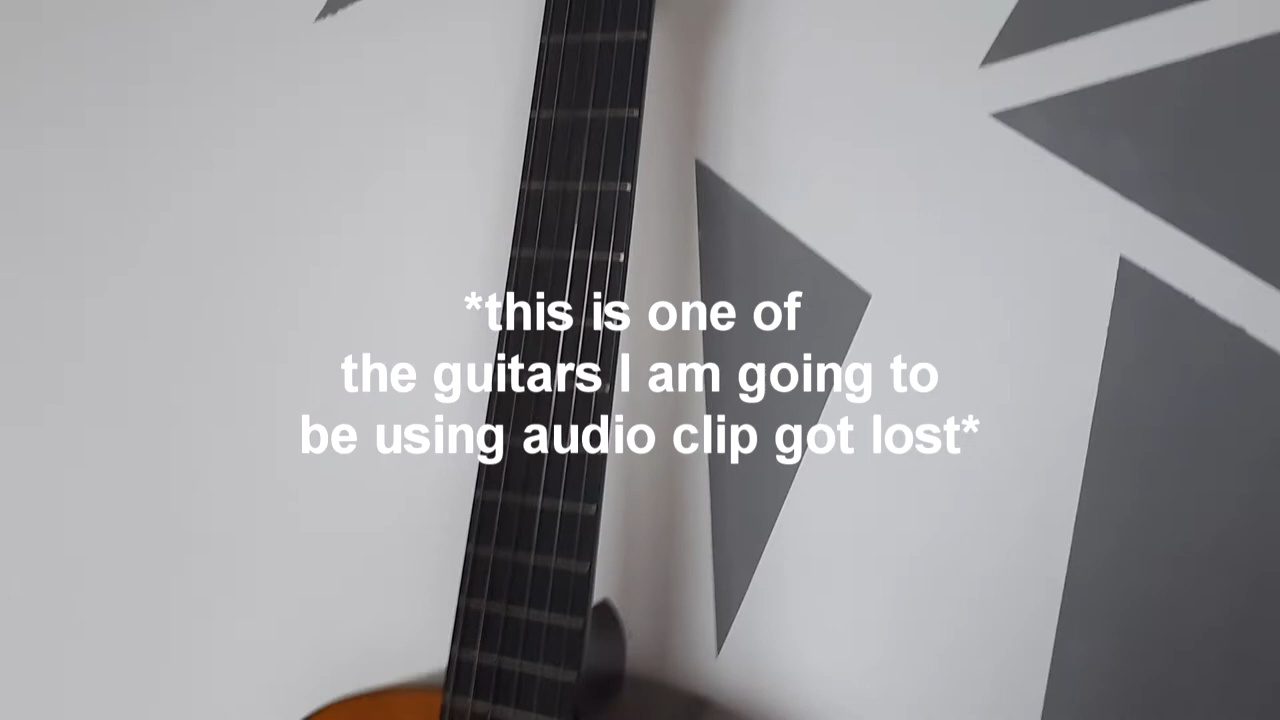 *this is one of
the guitars I am going to
be using audio clip got lost*